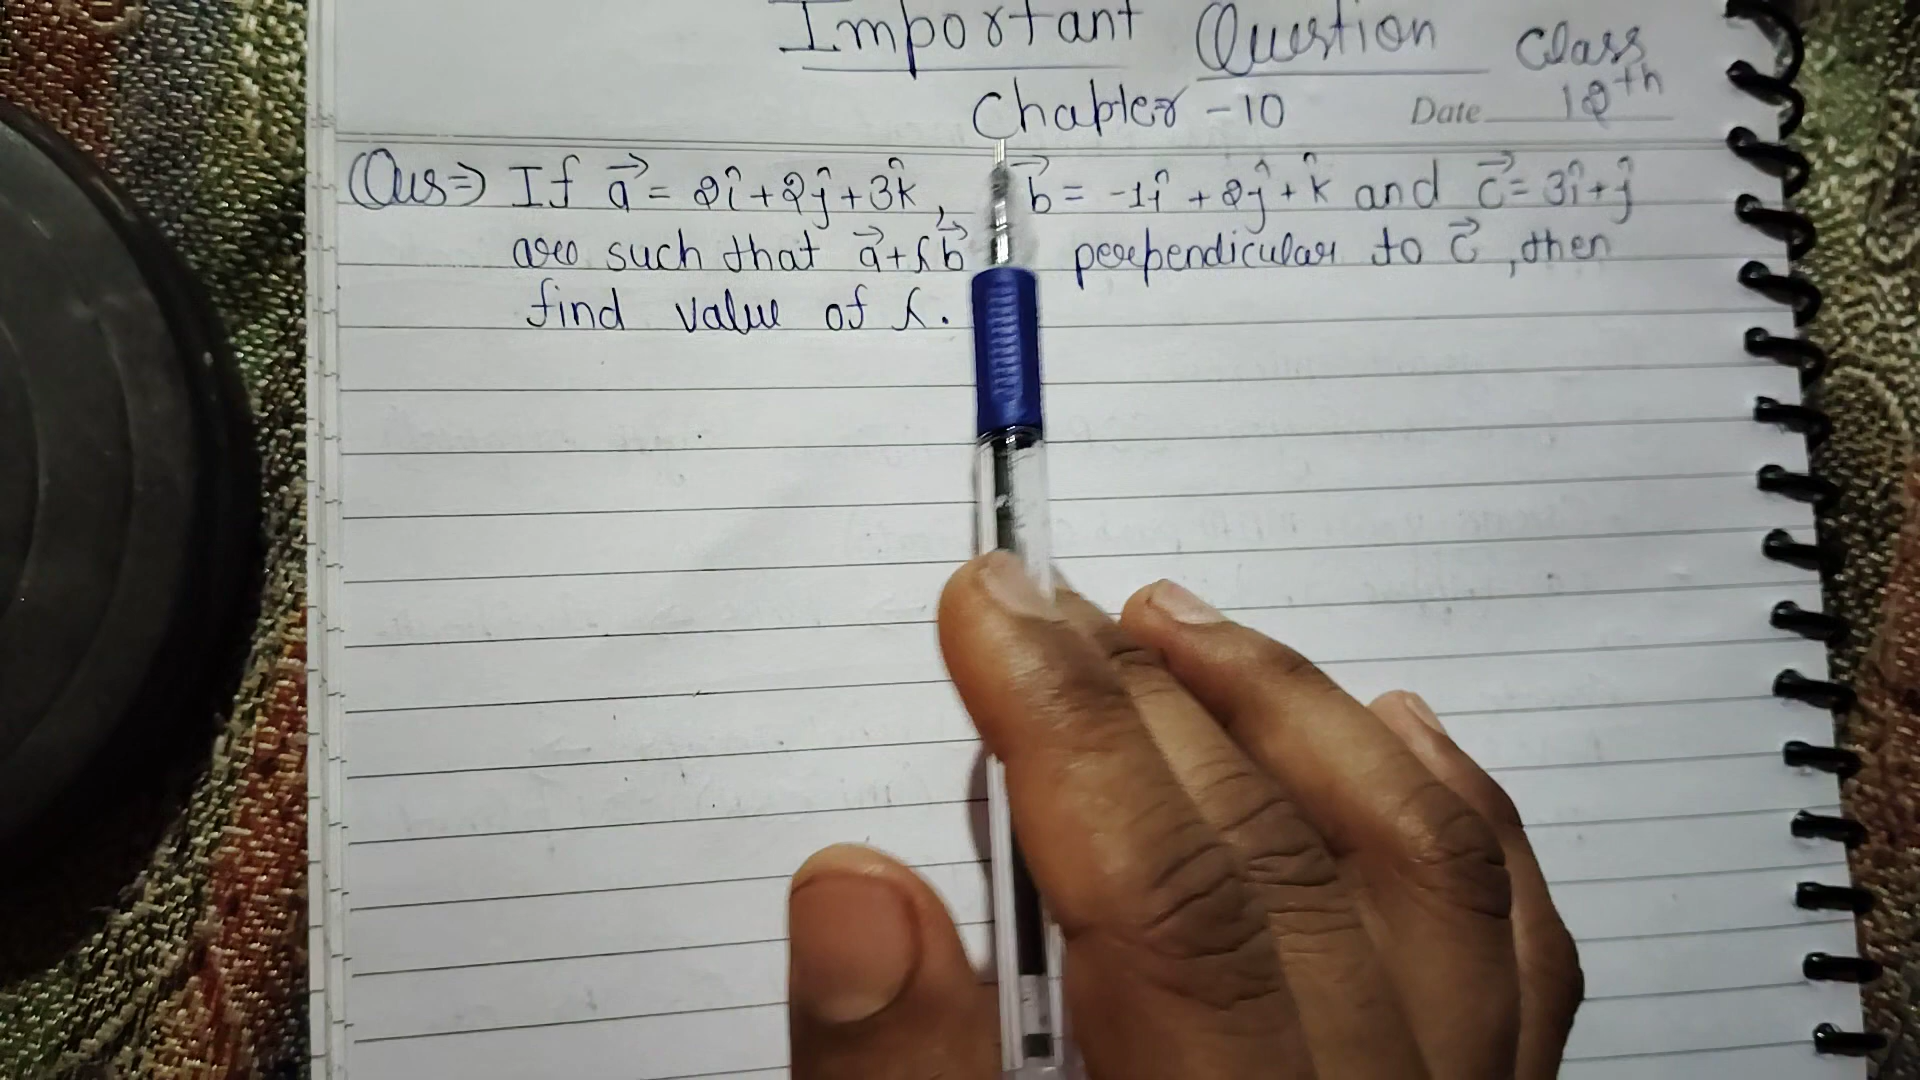 Important Question Class
Chapter - 10 Date 12th
Ques⇒ If a⃗ = 2î + 2ĵ + 3k̂, b⃗ = -1î + 2ĵ + k̂ and c⃗ = 3î + ĵ
are such that a⃗ + λb⃗ perpendicular to c⃗, then
find value of λ.